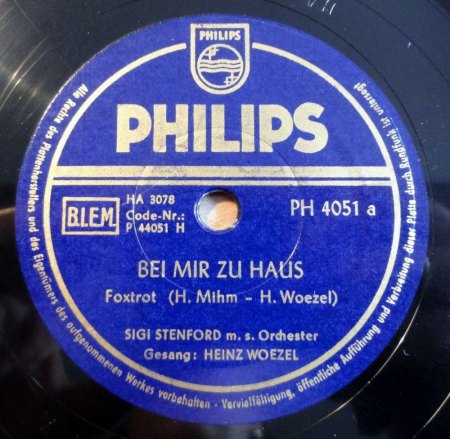 PHILIPS
PHILIPS
HA 3078
Code-Nr:
P 44051 H
B.I.E.M.
PH 4051 a
BEI MIR ZU HAUS
Foxtrot (H. Mihm - H. Woezel)
SIGI STENFORD m. s. Orchester
Gesang: HEINZ WOEZEL
Alle Rechte des Plattenherstellers und des Eigentümers des aufgenommenen Werkes vorbehalten · Vervielfältigung, öffentliche Aufführung und Verbreitung dieser Platte durch Rundfunk ist untersagt